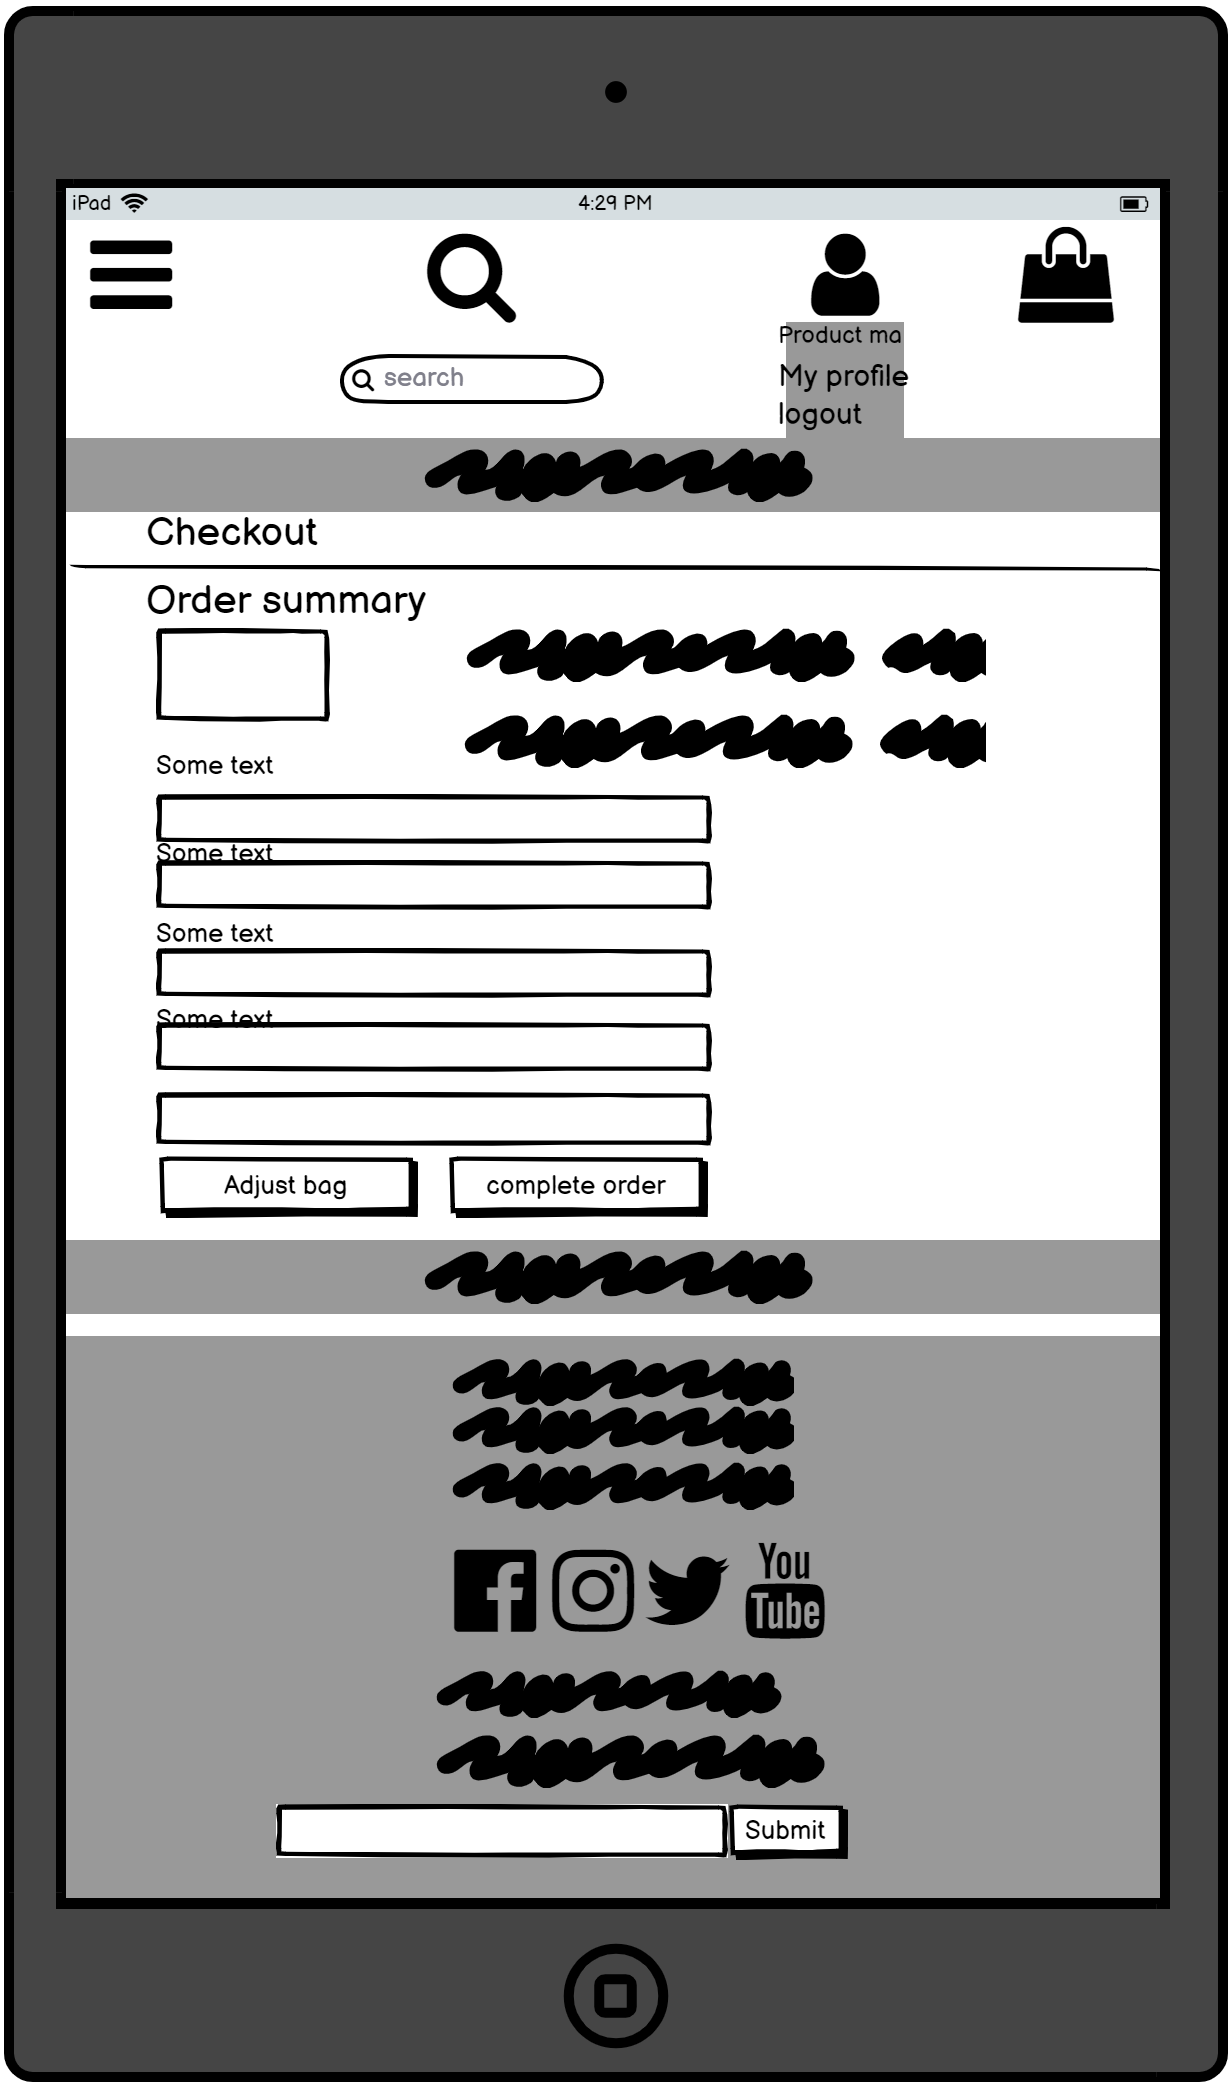 iPad 4:29 PM
Product ma
search
My profile
logout
Checkout
Order summary
Some text
Some text
Some text
Some text
Adjust bag complete order
You
Tube
Submit